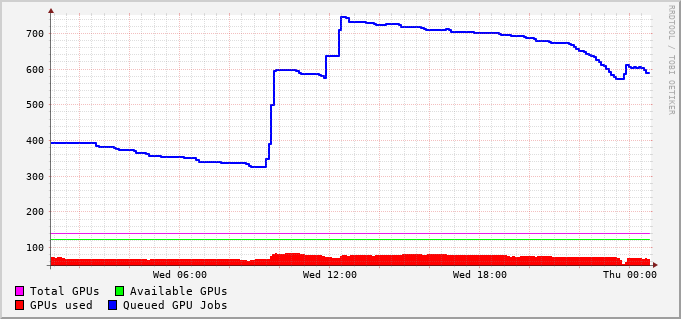 RRDTOOL / TOBI OETIKER
700
600
500
400
300
200
100
Wed 06:00 Wed 12:00 Wed 18:00 Thu 00:00
Total GPUs Available GPUs
GPUs used Queued GPU Jobs